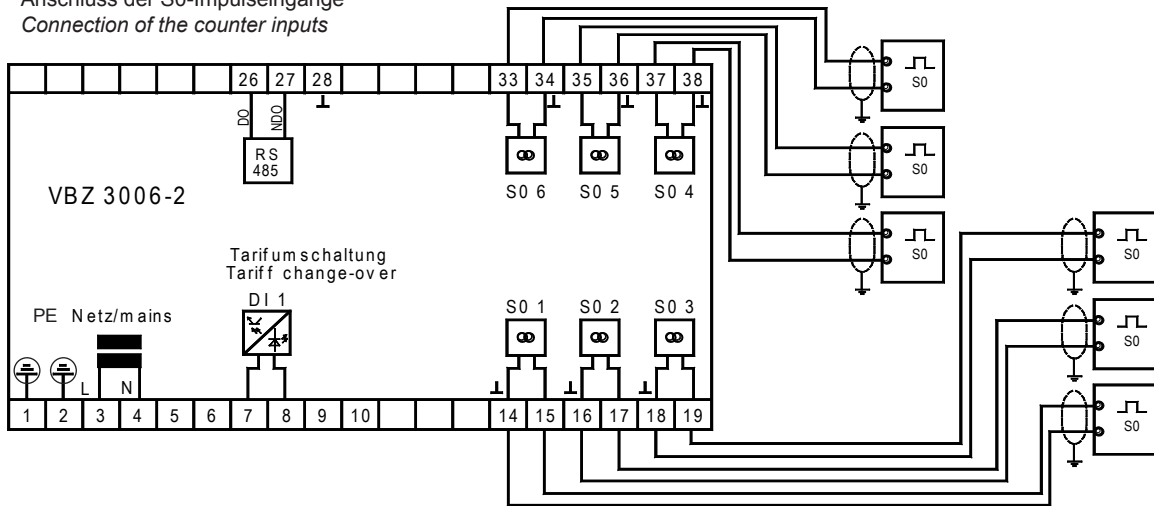 Anschluss der S0-Impulseingänge
Connection of the counter inputs
26 27 28 33 34 35 36 37 38
DO NDO
RS
485
S0 6 S0 5 S0 4
VBZ 3006-2
Tarifumschaltung
Tariff change-over
DI 1
PE Netz/mains
L N
S0 1 S0 2 S0 3
1 2 3 4 5 6 7 8 9 10 14 15 16 17 18 19
S0
S0
S0
S0
S0
S0